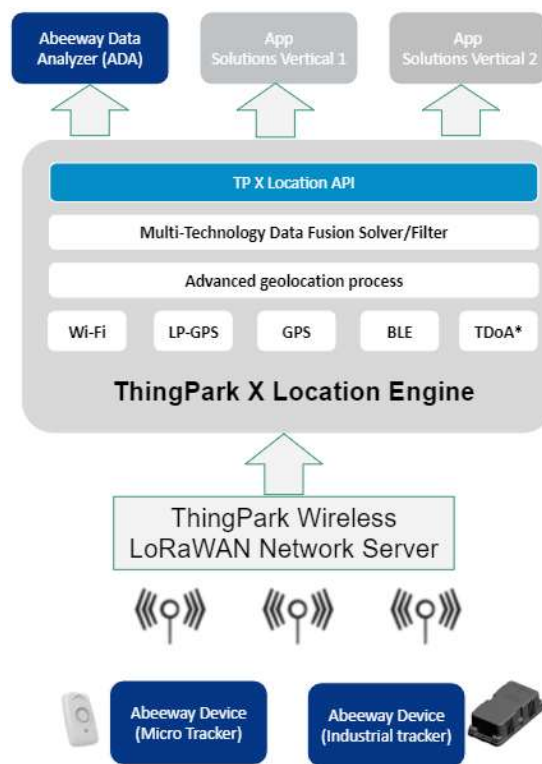 Abeeway Data
Analyzer (ADA)
App
Solutions Vertical 1
App
Solutions Vertical 2
TP X Location API
Multi-Technology Data Fusion Solver/Filter
Advanced geolocation process
Wi-Fi
LP-GPS
GPS
BLE
TDoA*
ThingPark X Location Engine
ThingPark Wireless
LoRaWAN Network Server
Abeeway Device
(Micro Tracker)
Abeeway Device
(Industrial tracker)